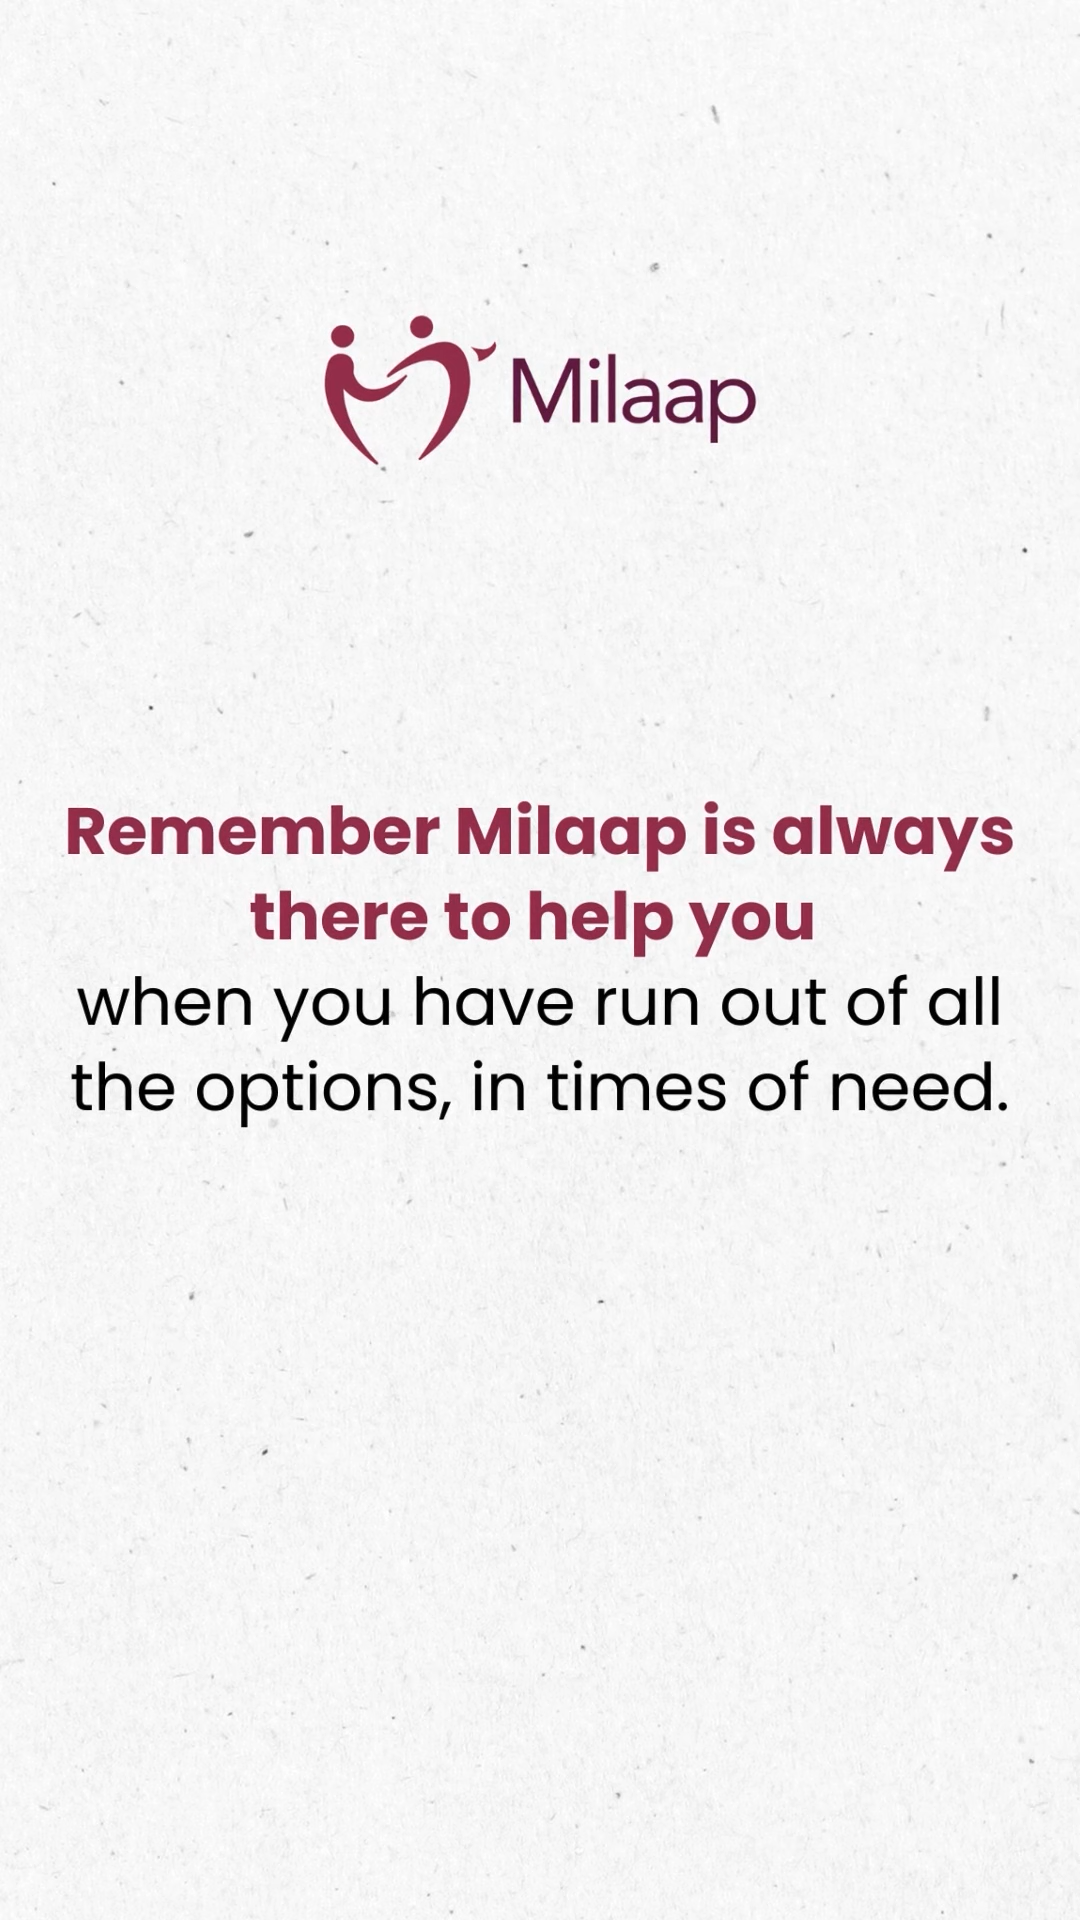 Milaap
Remember Milaap is always
there to help you
when you have run out of all
the options, in times of need.